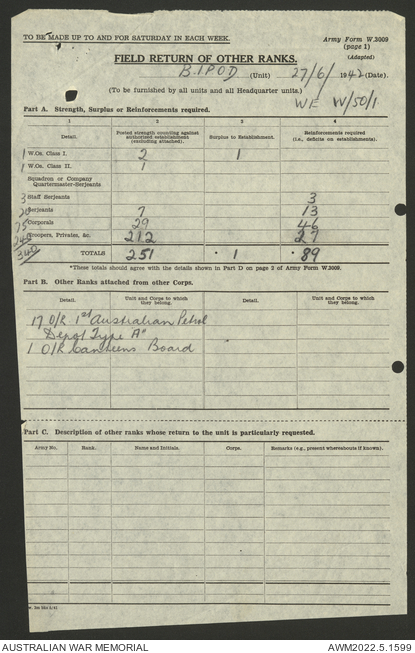 TO BE MADE UP TO AND FOR SATURDAY IN EACH WEEK.
Army Form W.3009
(page 1)
(Adapted)
FIELD RETURN OF OTHER RANKS.
B.I.P.O.D (Unit) 27/6/1942 (Date).
(To be furnished by all units and all Headquarter units.)
WE W/50/1
Part A. Strength, Surplus or Reinforcements required.
1 2 3 4
Detail. Posted strength counting against authorized establishment (excluding attached). Surplus to Establishment. Reinforcements required (i.e., deficits on establishments).
1 W.Os. Class I. 2 1
1 W.Os. Class II. 1
Squadron or Company
Quartermaster-Serjeants
3 Staff Serjeants 3
20 Serjeants 7 13
75 Corporals 29 46
Troopers, Privates, &c. 212 27
340 TOTALS 251 · 1 · 89
*These totals should agree with the details shown in Part D on page 2 of Army Form W.3009.
Part B. Other Ranks attached from other Corps.
Detail. Unit and Corps to which they belong. Detail. Unit and Corps to which they belong.
17 O/R 1st Australian Petrol
Depot Type "A"
1 O/R Canteens Board
Part C. Description of other ranks whose return to the unit is particularly requested.
Army No. Rank. Name and Initials. Corps. Remarks (e.g., present whereabouts if known).
AUSTRALIAN WAR MEMORIAL AWM2022.5.1599